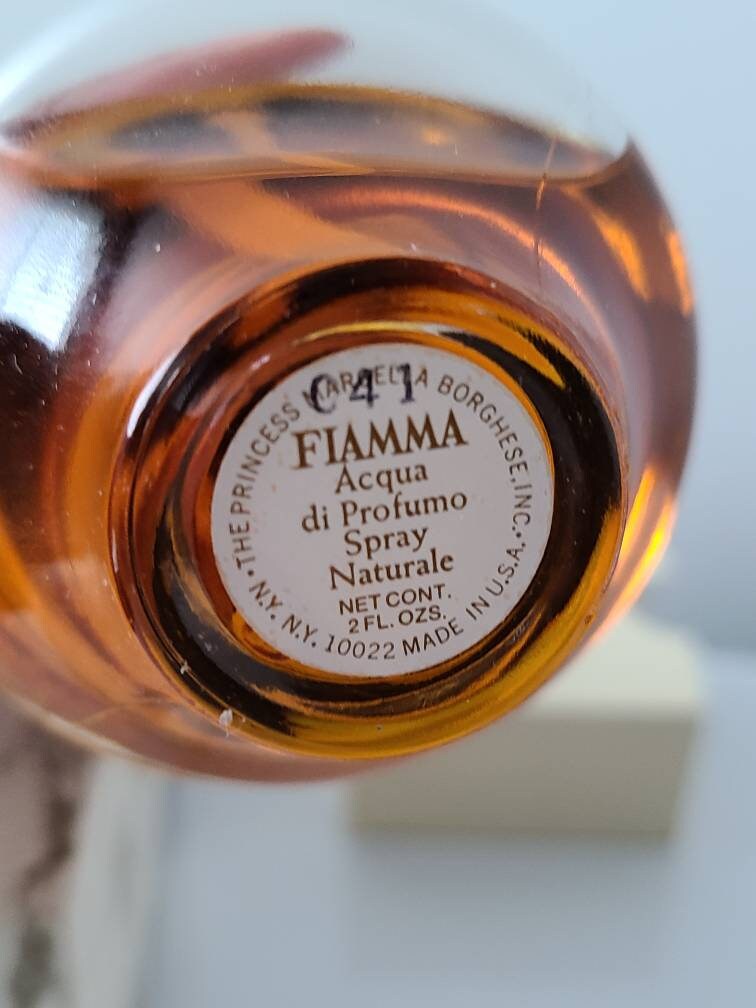 041
THE PRINCESS MARCELLA BORGHESE, INC.
FIAMMA
Acqua
di Profumo
Spray
Naturale
NET CONT.
2 FL. OZS.
• N.Y. N.Y. 10022 MADE IN U.S.A. •